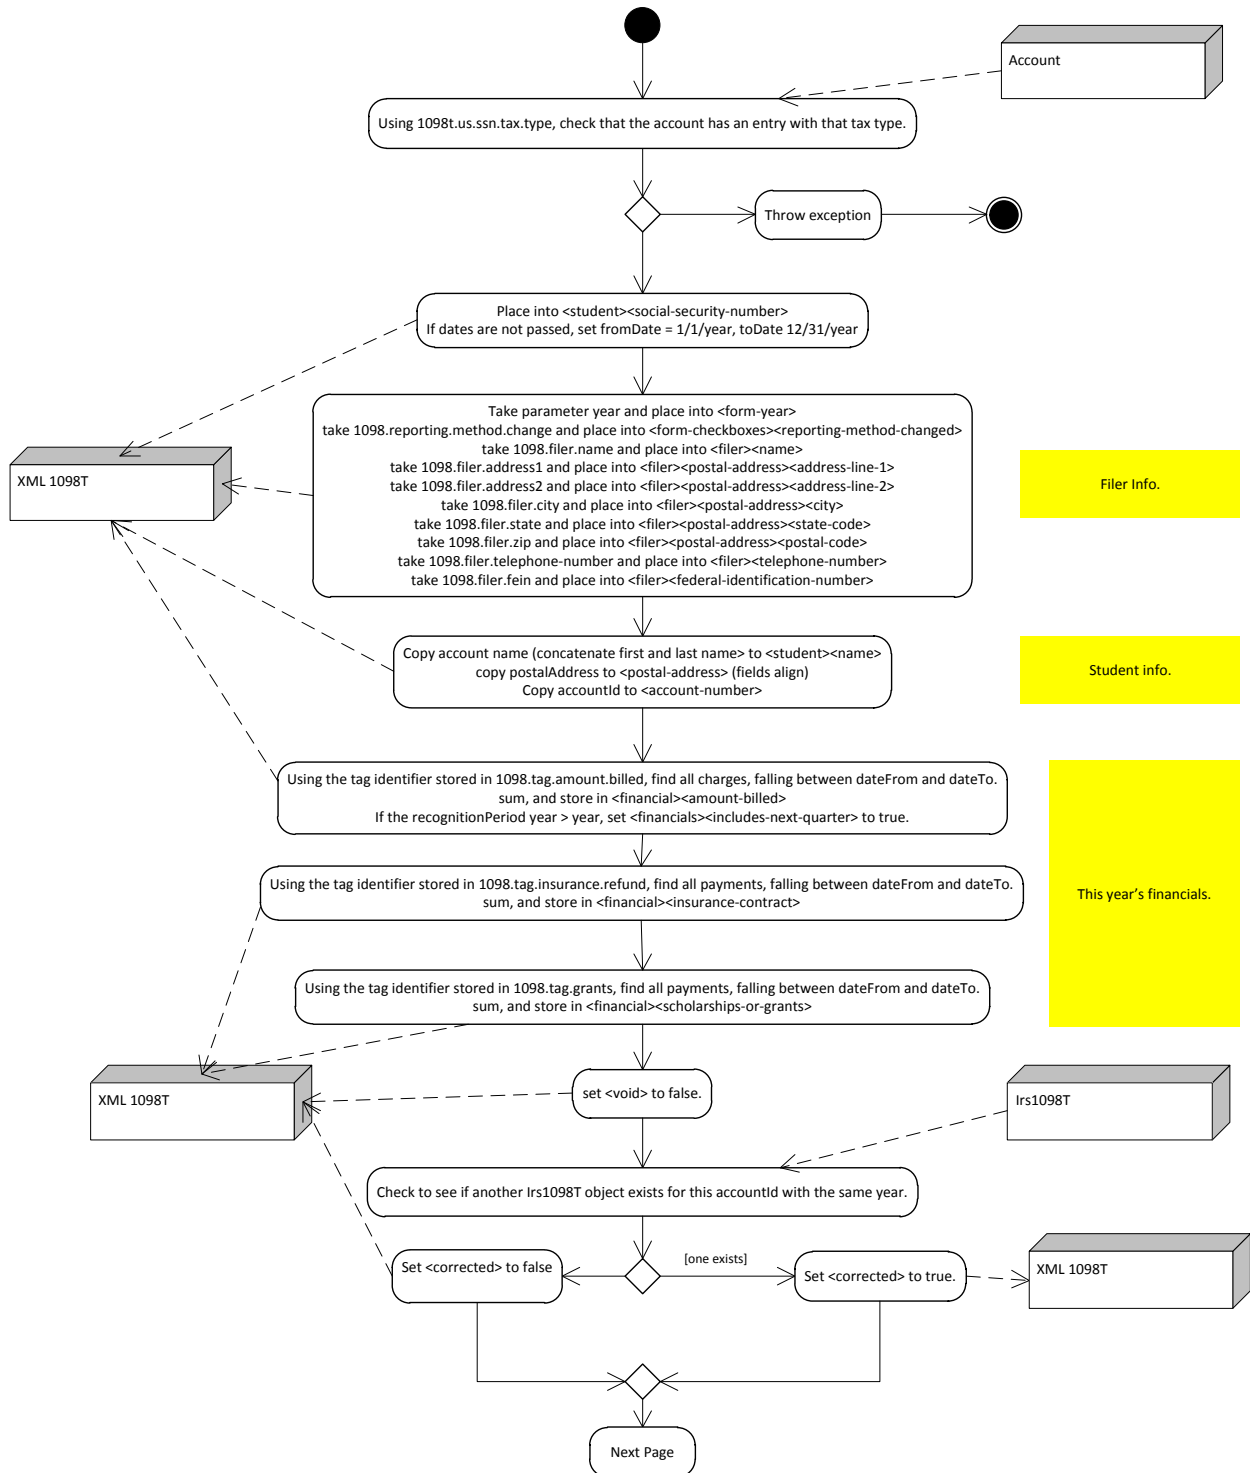 Account
Using 1098t.us.ssn.tax.type, check that the account has an entry with that tax type.
Throw exception
Place into <student><social-security-number>
If dates are not passed, set fromDate = 1/1/year, toDate 12/31/year
Take parameter year and place into <form-year>
take 1098.reporting.method.change and place into <form-checkboxes><reporting-method-changed>
take 1098.filer.name and place into <filer><name>
take 1098.filer.address1 and place into <filer><postal-address><address-line-1>
take 1098.filer.address2 and place into <filer><postal-address><address-line-2>
take 1098.filer.city and place into <filer><postal-address><city>
take 1098.filer.state and place into <filer><postal-address><state-code>
take 1098.filer.zip and place into <filer><postal-address><postal-code>
take 1098.filer.telephone-number and place into <filer><telephone-number>
take 1098.filer.fein and place into <filer><federal-identification-number>
XML 1098T
Filer Info.
Copy account name (concatenate first and last name> to <student><name>
copy postalAddress to <postal-address> (fields align)
Copy accountId to <account-number>
Student info.
Using the tag identifier stored in 1098.tag.amount.billed, find all charges, falling between dateFrom and dateTo.
sum, and store in <financial><amount-billed>
If the recognitionPeriod year > year, set <financials><includes-next-quarter> to true.
Using the tag identifier stored in 1098.tag.insurance.refund, find all payments, falling between dateFrom and dateTo.
sum, and store in <financial><insurance-contract>
This year's financials.
Using the tag identifier stored in 1098.tag.grants, find all payments, falling between dateFrom and dateTo.
sum, and store in <financial><scholarships-or-grants>
XML 1098T
set <void> to false.
Irs1098T
Check to see if another Irs1098T object exists for this accountId with the same year.
Set <corrected> to false
[one exists]
Set <corrected> to true.
XML 1098T
Next Page